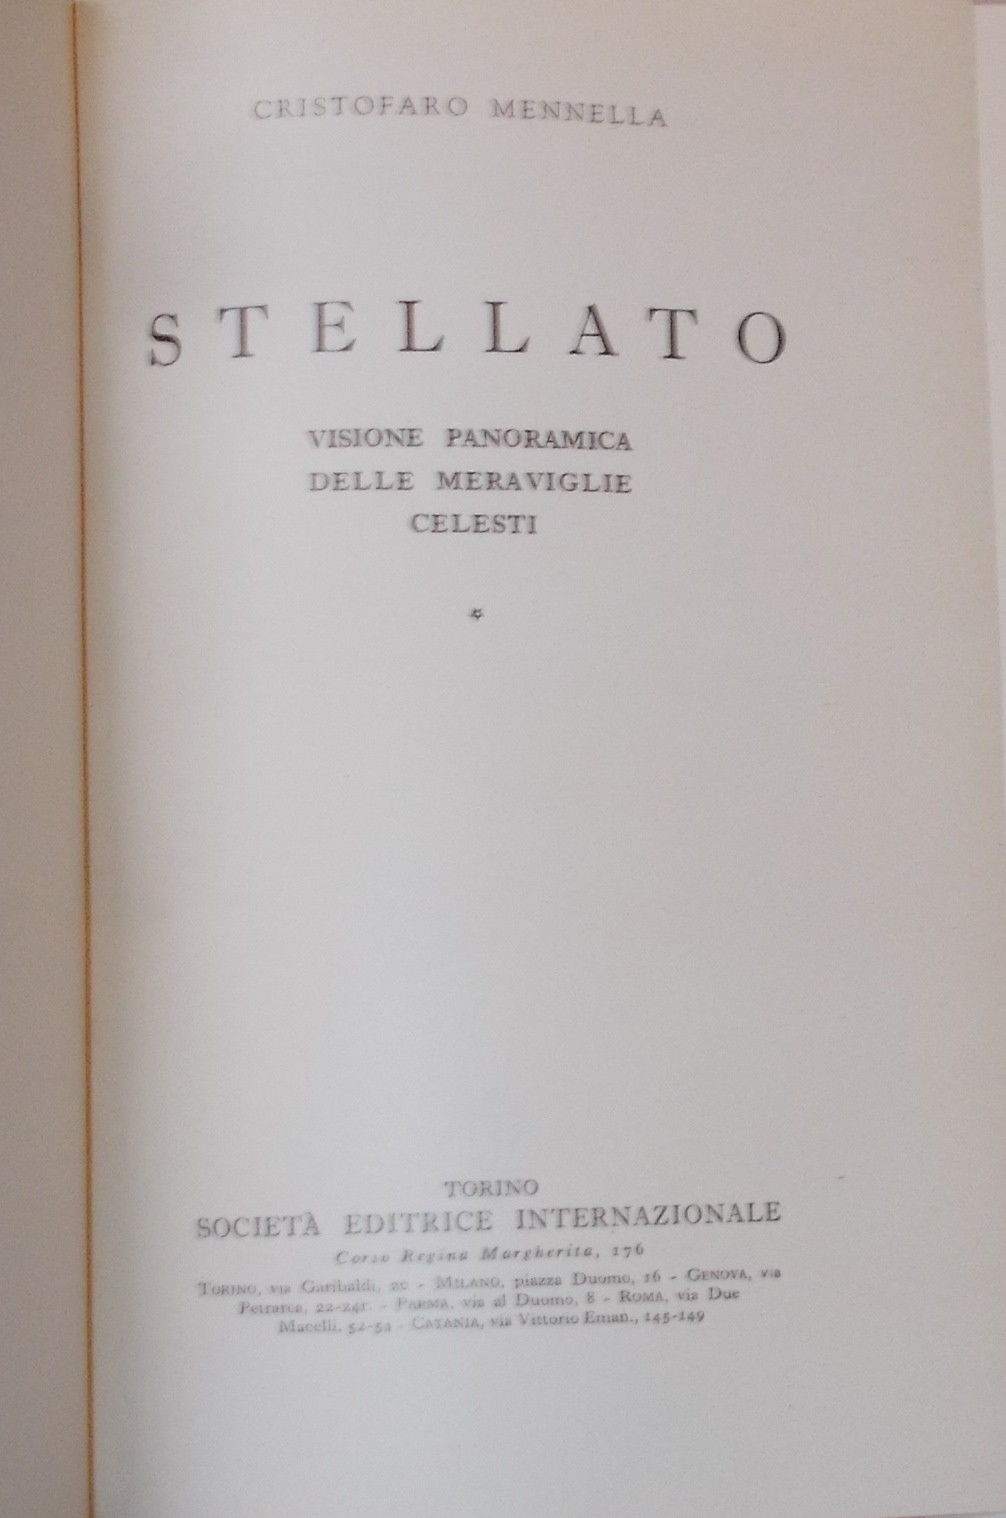 CRISTOFARO MENNELLA
STELLATO
VISIONE PANORAMICA
DELLE MERAVIGLIE
CELESTI
TORINO
SOCIETÀ EDITRICE INTERNAZIONALE
Corso Regina Margherita, 176
TORINO, via Garibaldi, 20 - MILANO, piazza Duomo, 16 - GENOVA, via
Petrarca, 22-24r. - PARMA, via al Duomo, 8 - ROMA, via Due
Macelli, - CATANIA, via Vittorio Eman., 145-149